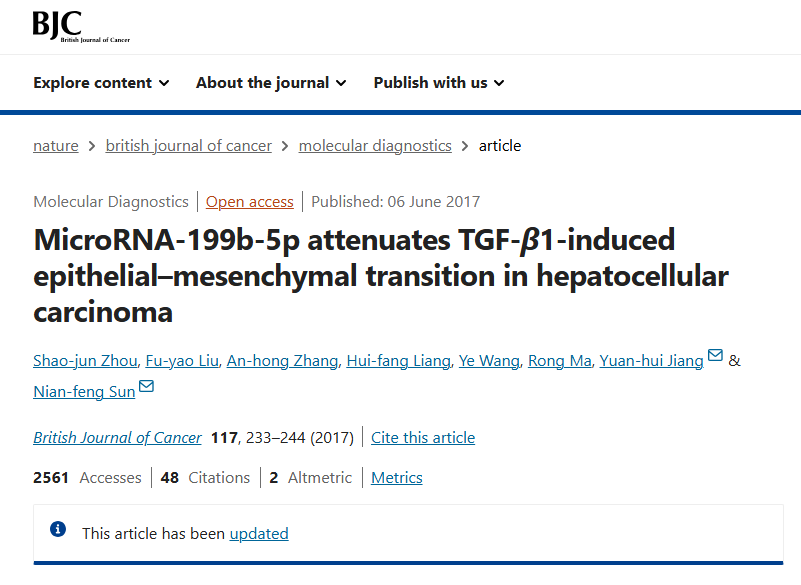 BJC
British Journal of Cancer
Explore content About the journal Publish with us
nature > british journal of cancer > molecular diagnostics > article
Molecular Diagnostics | Open access | Published: 06 June 2017
MicroRNA-199b-5p attenuates TGF-β1-induced
epithelial–mesenchymal transition in hepatocellular
carcinoma
Shao-jun Zhou, Fu-yao Liu, An-hong Zhang, Hui-fang Liang, Ye Wang, Rong Ma, Yuan-hui Jiang &
Nian-feng Sun
British Journal of Cancer 117, 233–244 (2017) | Cite this article
2561 Accesses | 48 Citations | 2 Altmetric | Metrics
This article has been updated